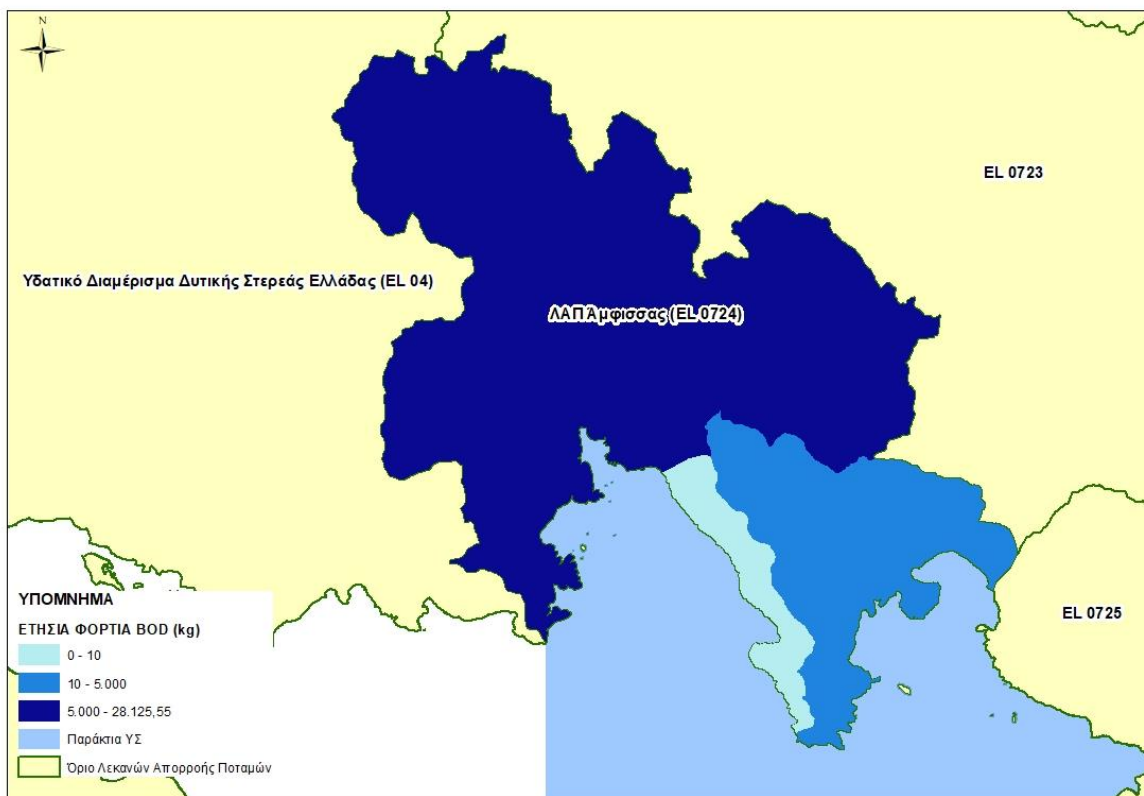 N
EL 0723
Υδατικό Διαμέρισμα Δυτικής Στερεάς Ελλάδας (EL 04)
ΛΑΠ Άμφισσας (EL 0724)
EL 0725
ΥΠΟΜΝΗΜΑ
ΕΤΗΣΙΑ ΦΟΡΤΙΑ BOD (kg)
0 - 10
10 - 5.000
5.000 - 28.125,55
Παράκτια ΥΣ
Όριο Λεκανών Απορροής Ποταμών